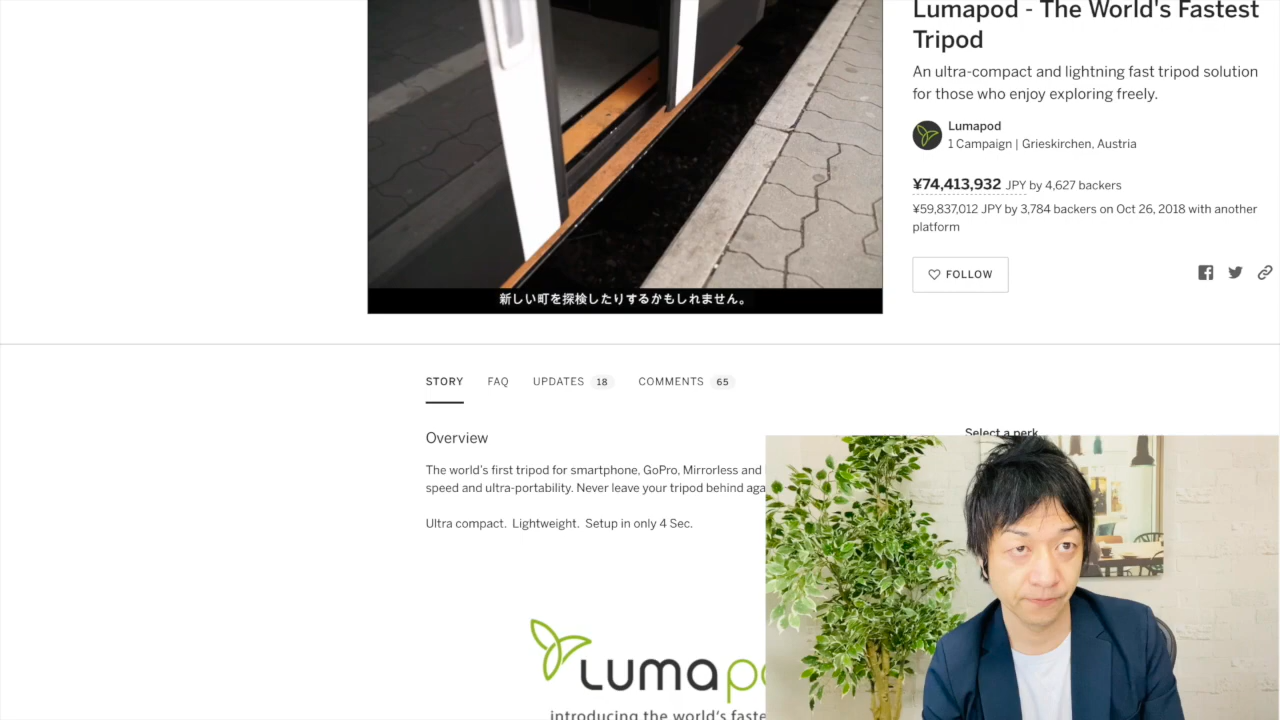 Lumapod - The World's Fastest
Tripod
An ultra-compact and lightning fast tripod solution
for those who enjoy exploring freely.
Lumapod
1 Campaign | Grieskirchen, Austria
¥74,413,932 JPY by 4,627 backers
¥59,837,012 JPY by 3,784 backers on Oct 26, 2018 with another
platform
FOLLOW
新しい町を探検したりするかもしれません。
STORY FAQ UPDATES 18 COMMENTS 65
Overview
Select a perk
The world's first tripod for smartphone, GoPro, Mirrorless and
speed and ultra-portability. Never leave your tripod behind aga
Ultra compact. Lightweight. Setup in only 4 Sec.
Lumapo
introducing the world's faste